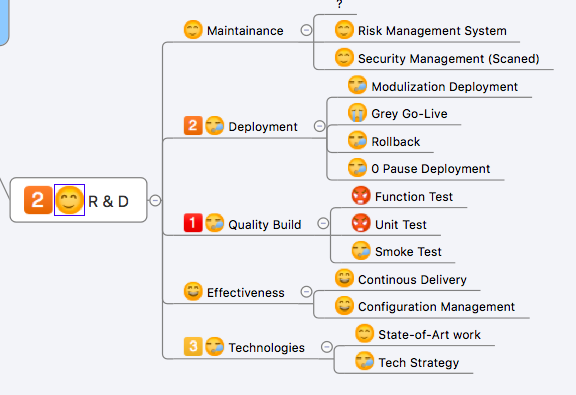 ?
Maintainance
Risk Management System
Security Management (Scaned)
2 Deployment
Modulization Deployment
Grey Go-Live
Rollback
0 Pause Deployment
2 R & D
1 Quality Build
Function Test
Unit Test
Smoke Test
Effectiveness
Continous Delivery
Configuration Management
3 Technologies
State-of-Art work
Tech Strategy